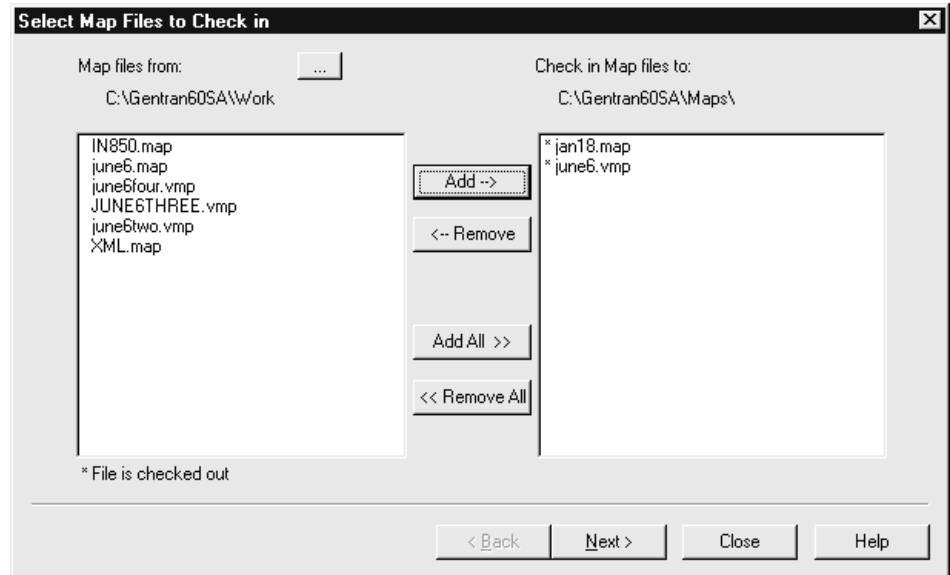 Select Map Files to Check in
Map files from:
...
Check in Map files to:
C:\Gentran60SA\Work
C:\Gentran60SA\Maps\
IN850.map
june6.map
june6four.vmp
JUNE6THREE.vmp
june6two.vmp
XML.map
Add -->
<-- Remove
Add All >>
<< Remove All
* jan18.map
* june6.vmp
* File is checked out
< Back
Next >
Close
Help